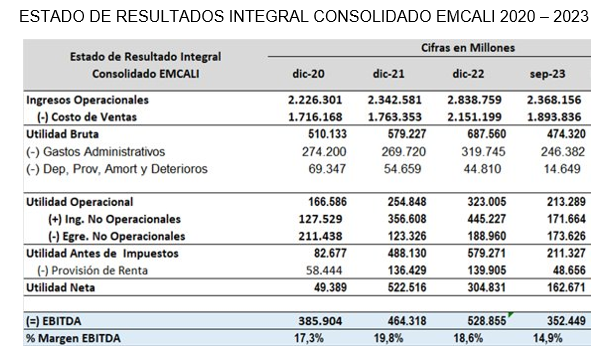 ESTADO DE RESULTADOS INTEGRAL CONSOLIDADO EMCALI 2020 – 2023
Estado de Resultado Integral Consolidado EMCALI Cifras en Millones
dic-20 dic-21 dic-22 sep-23
Ingresos Operacionales 2.226.301 2.342.581 2.838.759 2.368.156
(-) Costo de Ventas 1.716.168 1.763.353 2.151.199 1.893.836
Utilidad Bruta 510.133 579.227 687.560 474.320
(-) Gastos Administrativos 274.200 269.720 319.745 246.382
(-) Dep, Prov, Amort y Deterioros 69.347 54.659 44.810 14.649
Utilidad Operacional 166.586 254.848 323.005 213.289
(+) Ing. No Operacionales 127.529 356.608 445.227 171.664
(-) Egre. No Operacionales 211.438 123.326 188.960 173.626
Utilidad Antes de Impuestos 82.677 488.130 579.271 211.327
(-) Provisión de Renta 58.444 136.429 139.905 48.656
Utilidad Neta 49.389 522.516 304.831 162.671
(=) EBITDA 385.904 464.318 528.855 352.449
% Margen EBITDA 17,3% 19,8% 18,6% 14,9%